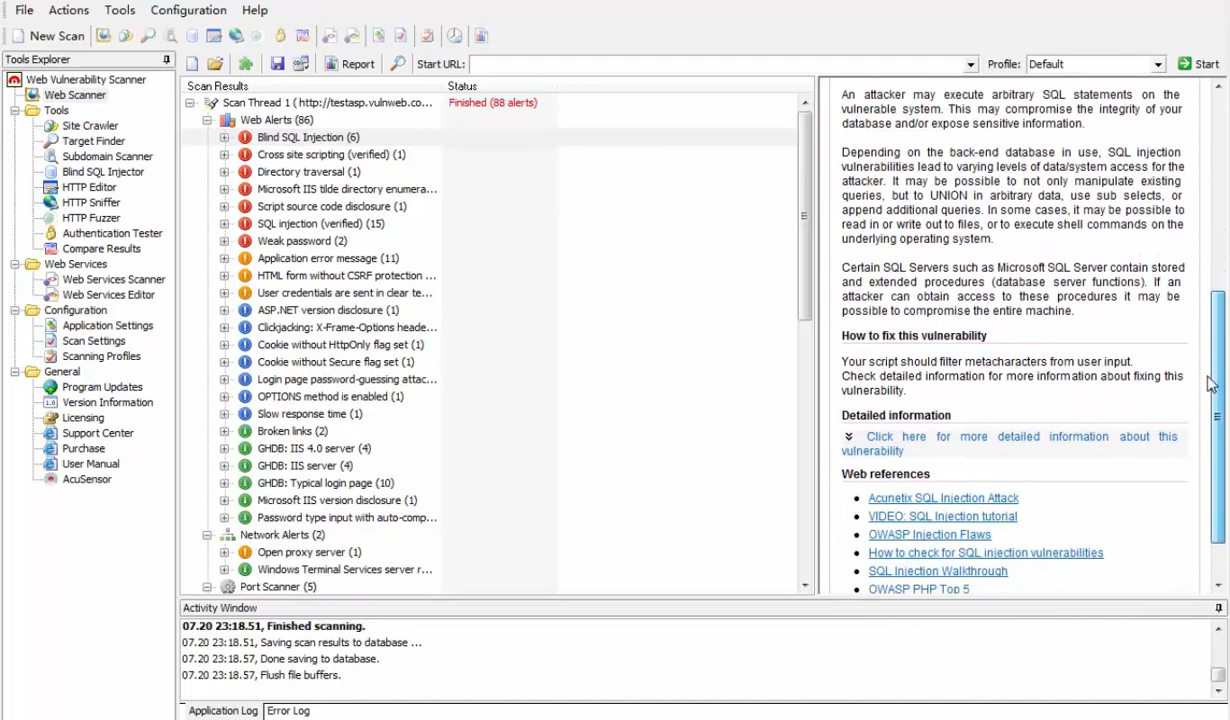 File Actions Tools Configuration Help
New Scan
Tools Explorer
Web Vulnerability Scanner
Web Scanner
Tools
Site Crawler
Target Finder
Subdomain Scanner
Blind SQL Injector
HTTP Editor
HTTP Sniffer
HTTP Fuzzer
Authentication Tester
Compare Results
Web Services
Web Services Scanner
Web Services Editor
Configuration
Application Settings
Scan Settings
Scanning Profiles
General
Program Updates
Version Information
Licensing
Support Center
Purchase
User Manual
AcuSensor
Report Start URL: Profile: Default Start
Scan Results Status
Scan Thread 1 ( http://testasp.vulnweb.co... Finished (88 alerts)
Web Alerts (86)
Blind SQL Injection (6)
Cross site scripting (verified) (1)
Directory traversal (1)
Microsoft IIS tilde directory enumera...
Script source code disclosure (1)
SQL injection (verified) (15)
Weak password (2)
Application error message (11)
HTML form without CSRF protection ...
User credentials are sent in clear te...
ASP.NET version disclosure (1)
Clickjacking: X-Frame-Options heade...
Cookie without HttpOnly flag set (1)
Cookie without Secure flag set (1)
Login page password-guessing attac...
OPTIONS method is enabled (1)
Slow response time (1)
Broken links (2)
GHDB: IIS 4.0 server (4)
GHDB: IIS server (4)
GHDB: Typical login page (10)
Microsoft IIS version disclosure (1)
Password type input with auto-comp...
Network Alerts (2)
Open proxy server (1)
Windows Terminal Services server r...
Port Scanner (5)
An attacker may execute arbitrary SQL statements on the
vulnerable system. This may compromise the integrity of your
database and/or expose sensitive information.
Depending on the back-end database in use, SQL injection
vulnerabilities lead to varying levels of data/system access for the
attacker. It may be possible to not only manipulate existing
queries, but to UNION in arbitrary data, use sub selects, or
append additional queries. In some cases, it may be possible to
read in or write out to files, or to execute shell commands on the
underlying operating system.
Certain SQL Servers such as Microsoft SQL Server contain stored
and extended procedures (database server functions). If an
attacker can obtain access to these procedures it may be
possible to compromise the entire machine.
How to fix this vulnerability
Your script should filter metacharacters from user input.
Check detailed information for more information about fixing this
vulnerability.
Detailed information
Click here for more detailed information about this
vulnerability
Web references
Acunetix SQL Injection Attack
VIDEO: SQL Injection tutorial
OWASP Injection Flaws
How to check for SQL injection vulnerabilities
SQL Injection Walkthrough
OWASP PHP Top 5
Activity Window
07.20 23:18.51, Finished scanning.
07.20 23:18.51, Saving scan results to database ...
07.20 23:18.57, Done saving to database.
07.20 23:18.57, Flush file buffers.
Application Log Error Log